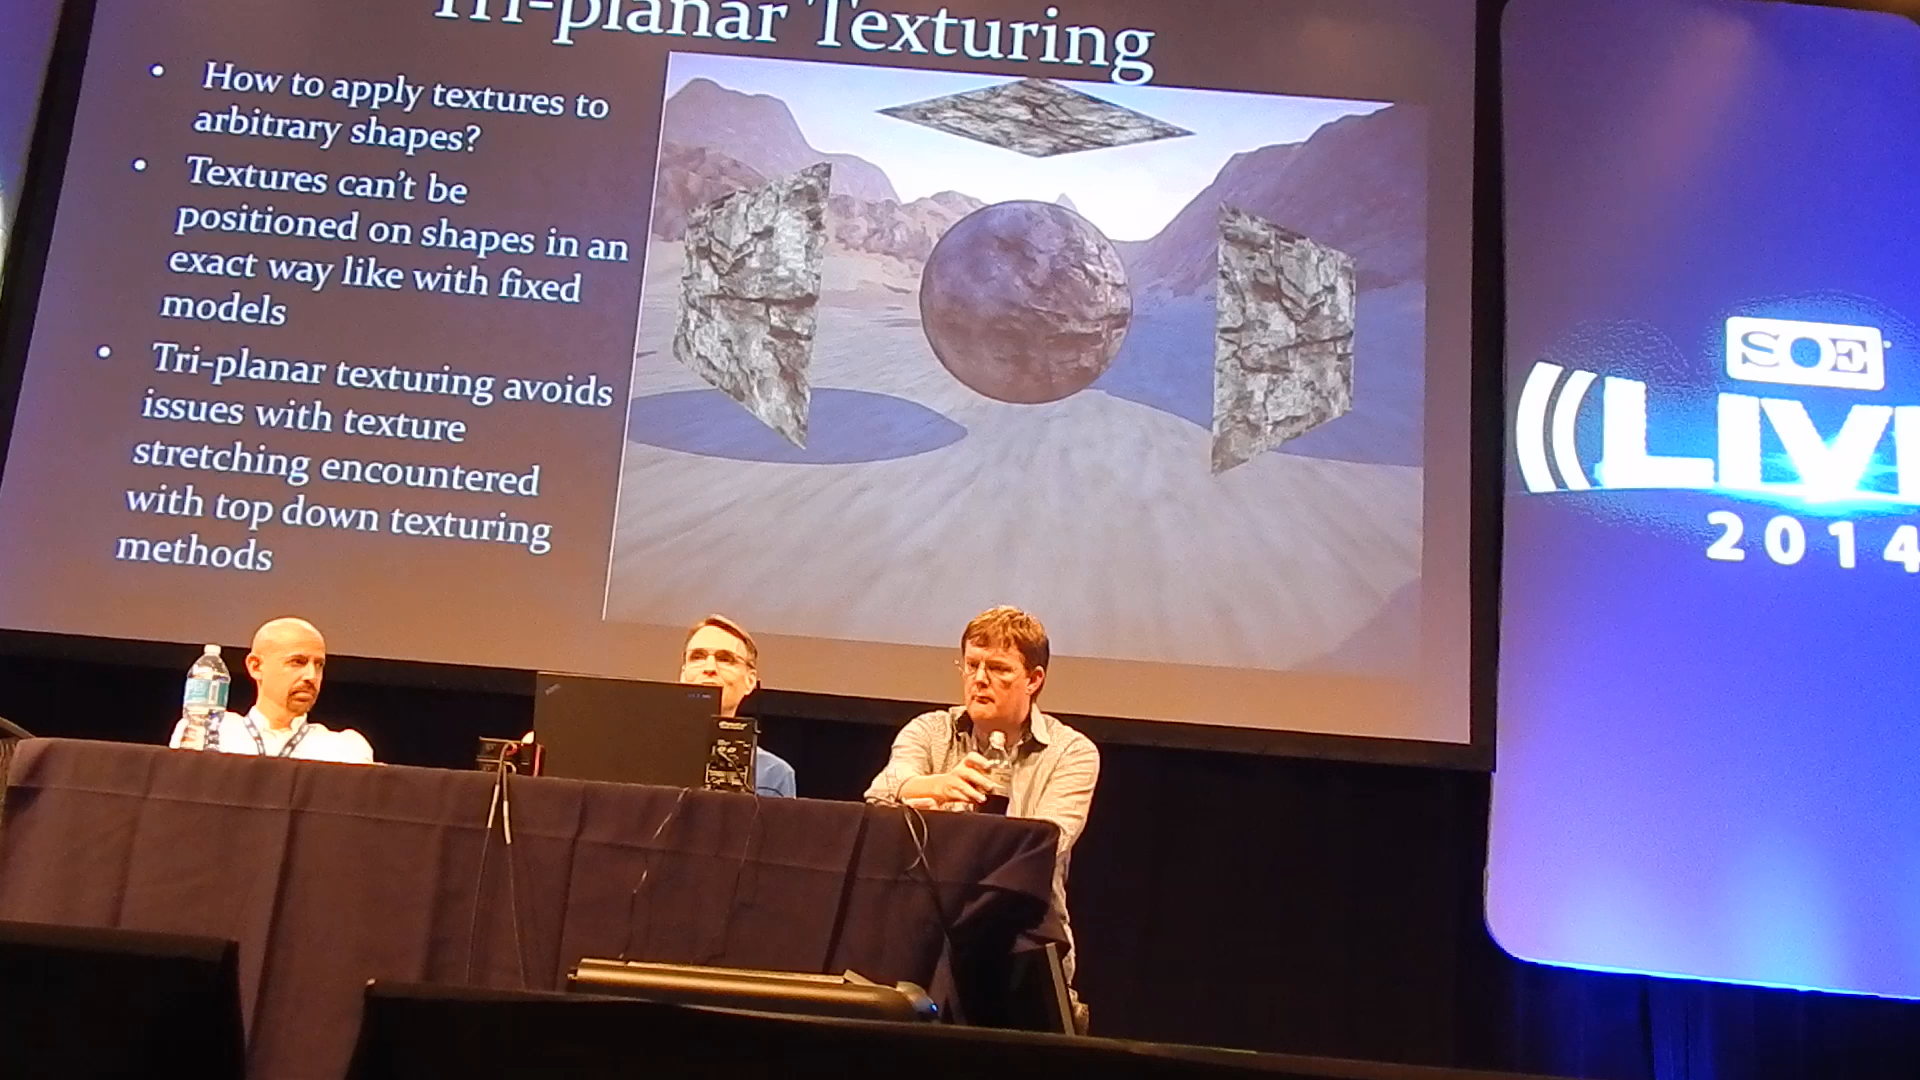 Tri-planar Texturing
• How to apply textures to
arbitrary shapes?
• Textures can't be
positioned on shapes in an
exact way like with fixed
models
• Tri-planar texturing avoids
issues with texture
stretching encountered
with top down texturing
methods
SOE
LIVE
2014